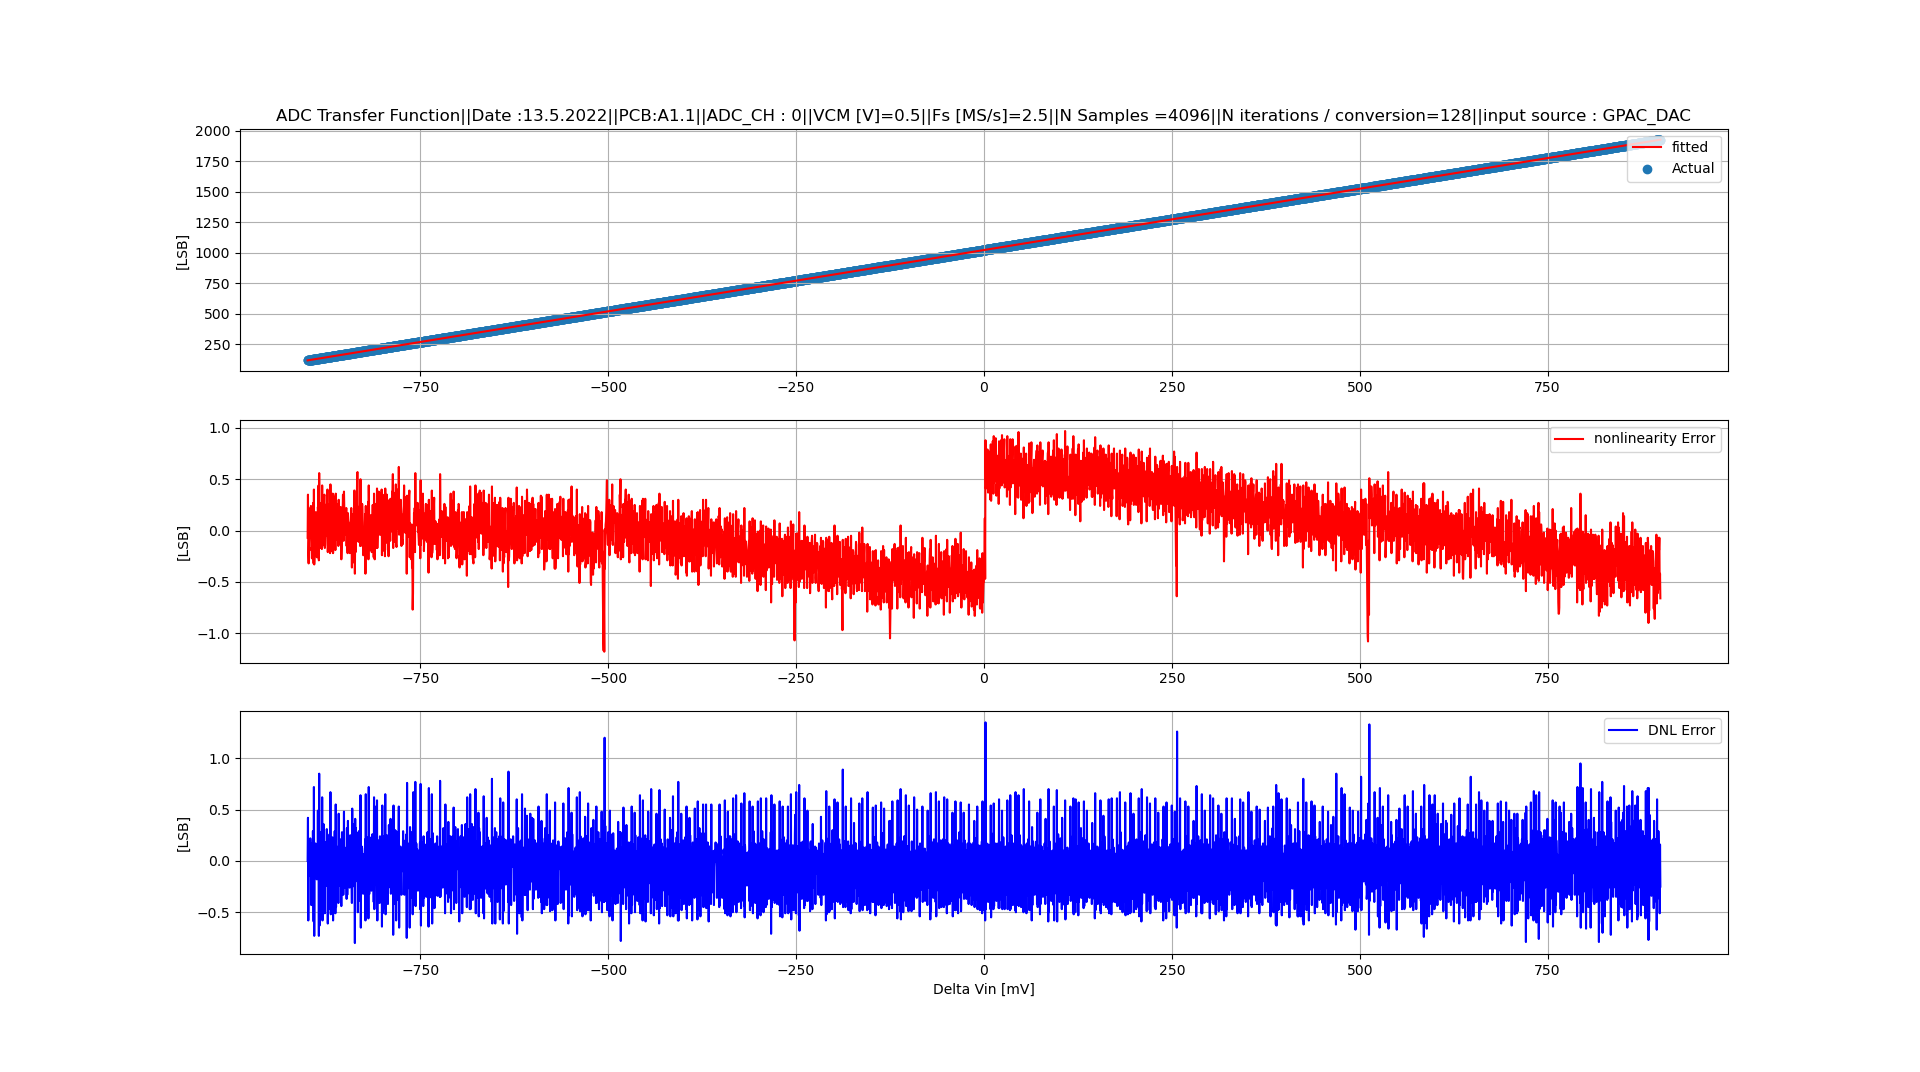 ADC Transfer Function||Date :13.5.2022||PCB:A1.1||ADC_CH : 0||VCM [V]=0.5||Fs [MS/s]=2.5||N Samples =4096||N iterations / conversion=128||input source : GPAC_DAC
2000
1750
1500
1250
1000
750
500
250
[LSB]
fitted
Actual
−750 −500 −250 0 250 500 750
1.0
0.5
0.0
−0.5
−1.0
[LSB]
nonlinearity Error
−750 −500 −250 0 250 500 750
1.0
0.5
0.0
−0.5
[LSB]
DNL Error
−750 −500 −250 0 250 500 750
Delta Vin [mV]